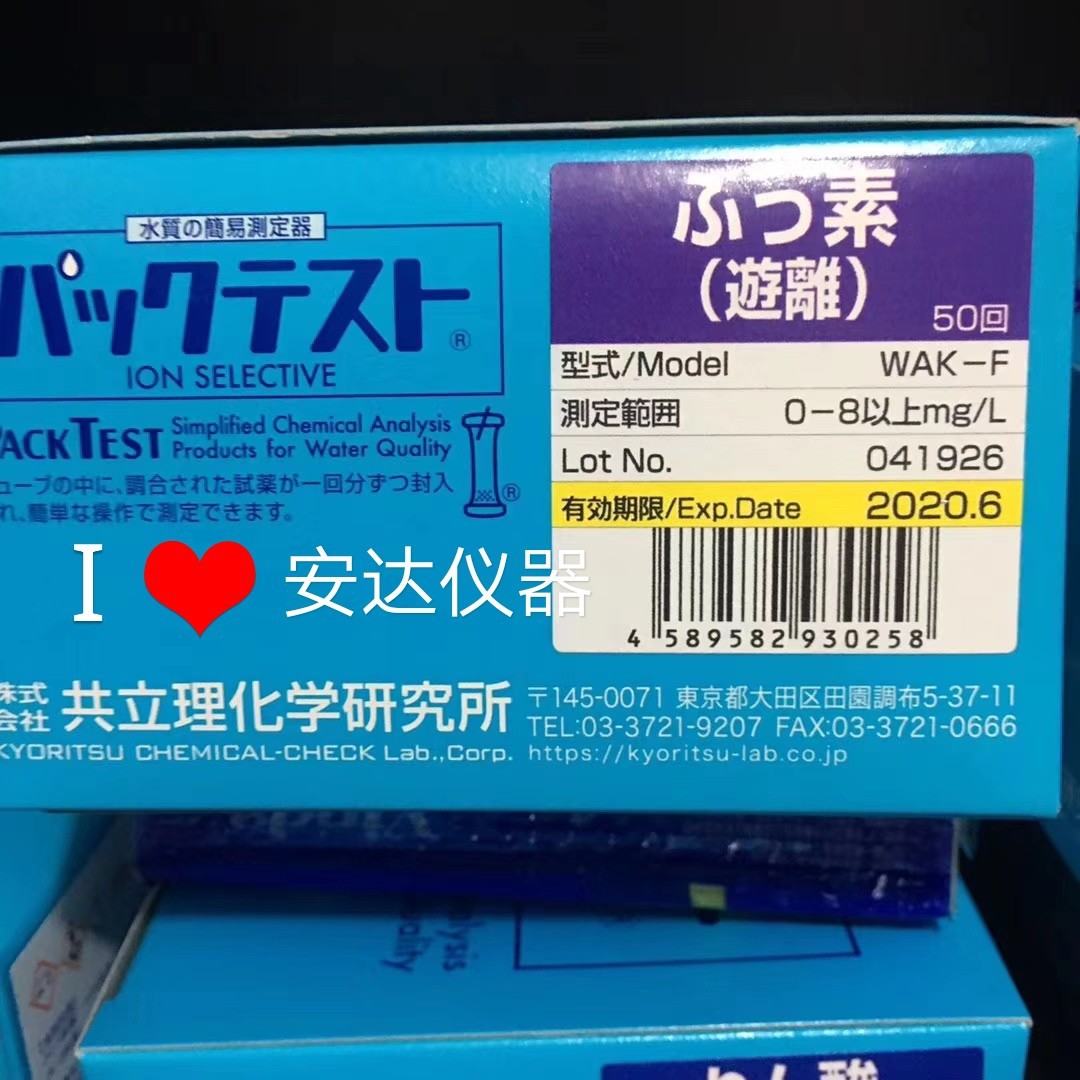 水質の簡易測定器
パックテスト®
ION SELECTIVE
PACK TEST Simplified Chemical Analysis
Products for Water Quality
ューブの中に、調合された試薬が一回分ずつ封入
れ、簡単な操作で測定できます。
®
ふっ素
(遊離)
50回
型式/Model WAK-F
測定範囲 0-8以上mg/L
Lot No. 041926
有効期限/Exp.Date 2020.6
4 589582 930258
I ❤ 安达仪器
株式
会社 共立理化学研究所
KYORITSU CHEMICAL-CHECK Lab.,Corp.
〒145-0071 東京都大田区田園調布5-37-11
TEL:03-3721-9207 FAX:03-3721-0666
https://kyoritsu-lab.co.jp
alysis
uality